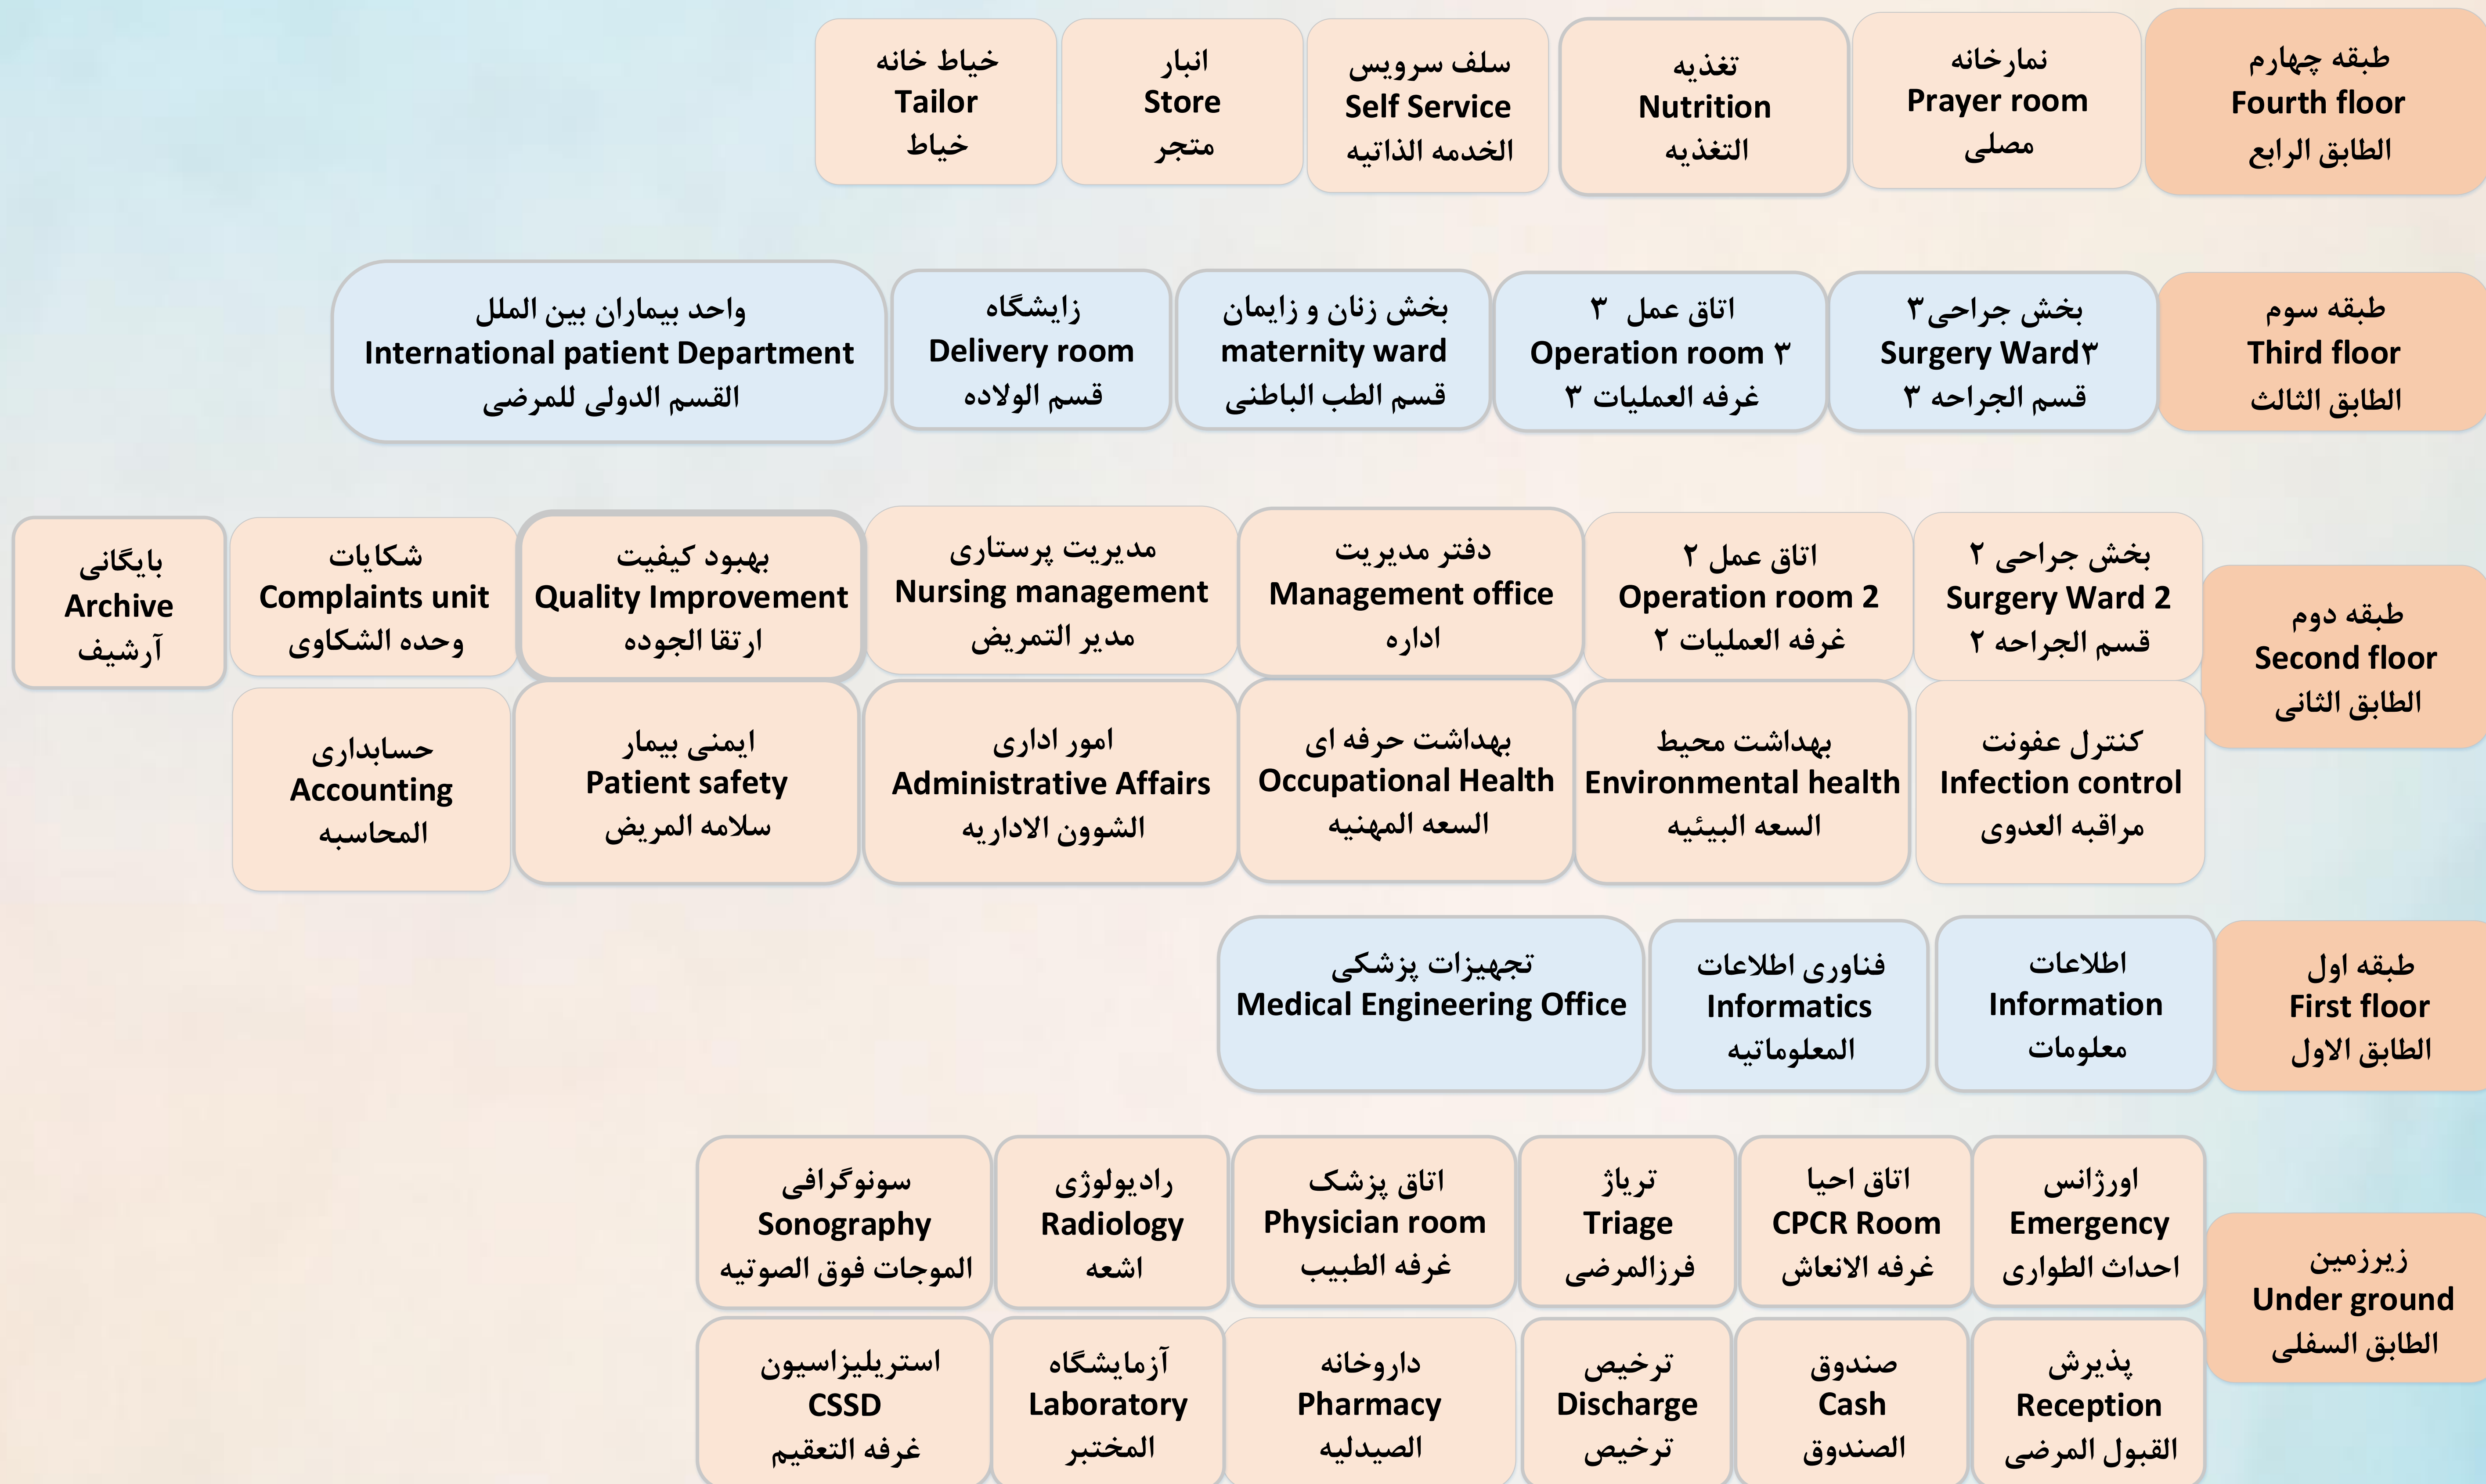 طبقه چهارم
Fourth floor
الطابق الرابع
نمارخانه
Prayer room
مصلی
تغذیه
Nutrition
التغذیه
سلف سرویس
Self Service
الخدمه الذاتیه
انبار
Store
متجر
خیاط خانه
Tailor
خیاط
طبقه سوم
Third floor
الطابق الثالث
بخش جراحی۳
Surgery Ward۳
قسم الجراحه ۳
اتاق عمل ۳
Operation room ۳
غرفه العملیات ۳
بخش زنان و زایمان
maternity ward
قسم الطب الباطنی
زایشگاه
Delivery room
قسم الولاده
واحد بیماران بین الملل
International patient Department
القسم الدولی للمرضی
طبقه دوم
Second floor
الطابق الثانی
بخش جراحی ۲
Surgery Ward 2
قسم الجراحه ۲
اتاق عمل ۲
Operation room 2
غرفه العملیات ۲
دفتر مدیریت
Management office
اداره
مدیریت پرستاری
Nursing management
مدیر التمریض
بهبود کیفیت
Quality Improvement
ارتقا الجوده
شکایات
Complaints unit
وحده الشکاوی
بایگانی
Archive
آرشیف
کنترل عفونت
Infection control
مراقبه العدوی
بهداشت محیط
Environmental health
السعه البیئیه
بهداشت حرفه ای
Occupational Health
السعه المهنیه
امور اداری
Administrative Affairs
الشوون الاداریه
ایمنی بیمار
Patient safety
سلامه المریض
حسابداری
Accounting
المحاسبه
طبقه اول
First floor
الطابق الاول
اطلاعات
Information
معلومات
فناوری اطلاعات
Informatics
المعلوماتیه
تجهیزات پزشکی
Medical Engineering Office
زیرزمین
Under ground
الطابق السفلی
اورژانس
Emergency
احداث الطواری
اتاق احیا
CPCR Room
غرفه الانعاش
تریاژ
Triage
فرزالمرضی
اتاق پزشک
Physician room
غرفه الطبیب
رادیولوژی
Radiology
اشعه
سونوگرافی
Sonography
الموجات فوق الصوتیه
پذیرش
Reception
القبول المرضی
صندوق
Cash
الصندوق
ترخیص
Discharge
ترخیص
داروخانه
Pharmacy
الصیدلیه
آزمایشگاه
Laboratory
المختبر
استریلیزاسیون
CSSD
غرفه التعقیم